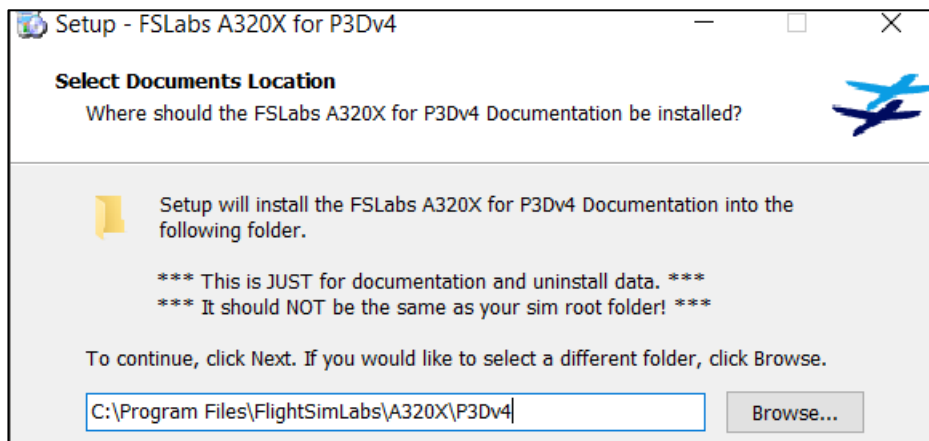 Setup - FSLabs A320X for P3Dv4
Select Documents Location
Where should the FSLabs A320X for P3Dv4 Documentation be installed?
Setup will install the FSLabs A320X for P3Dv4 Documentation into the
following folder.
*** This is JUST for documentation and uninstall data. ***
*** It should NOT be the same as your sim root folder! ***
To continue, click Next. If you would like to select a different folder, click Browse.
C:\Program Files\FlightSimLabs\A320X\P3Dv4
Browse...